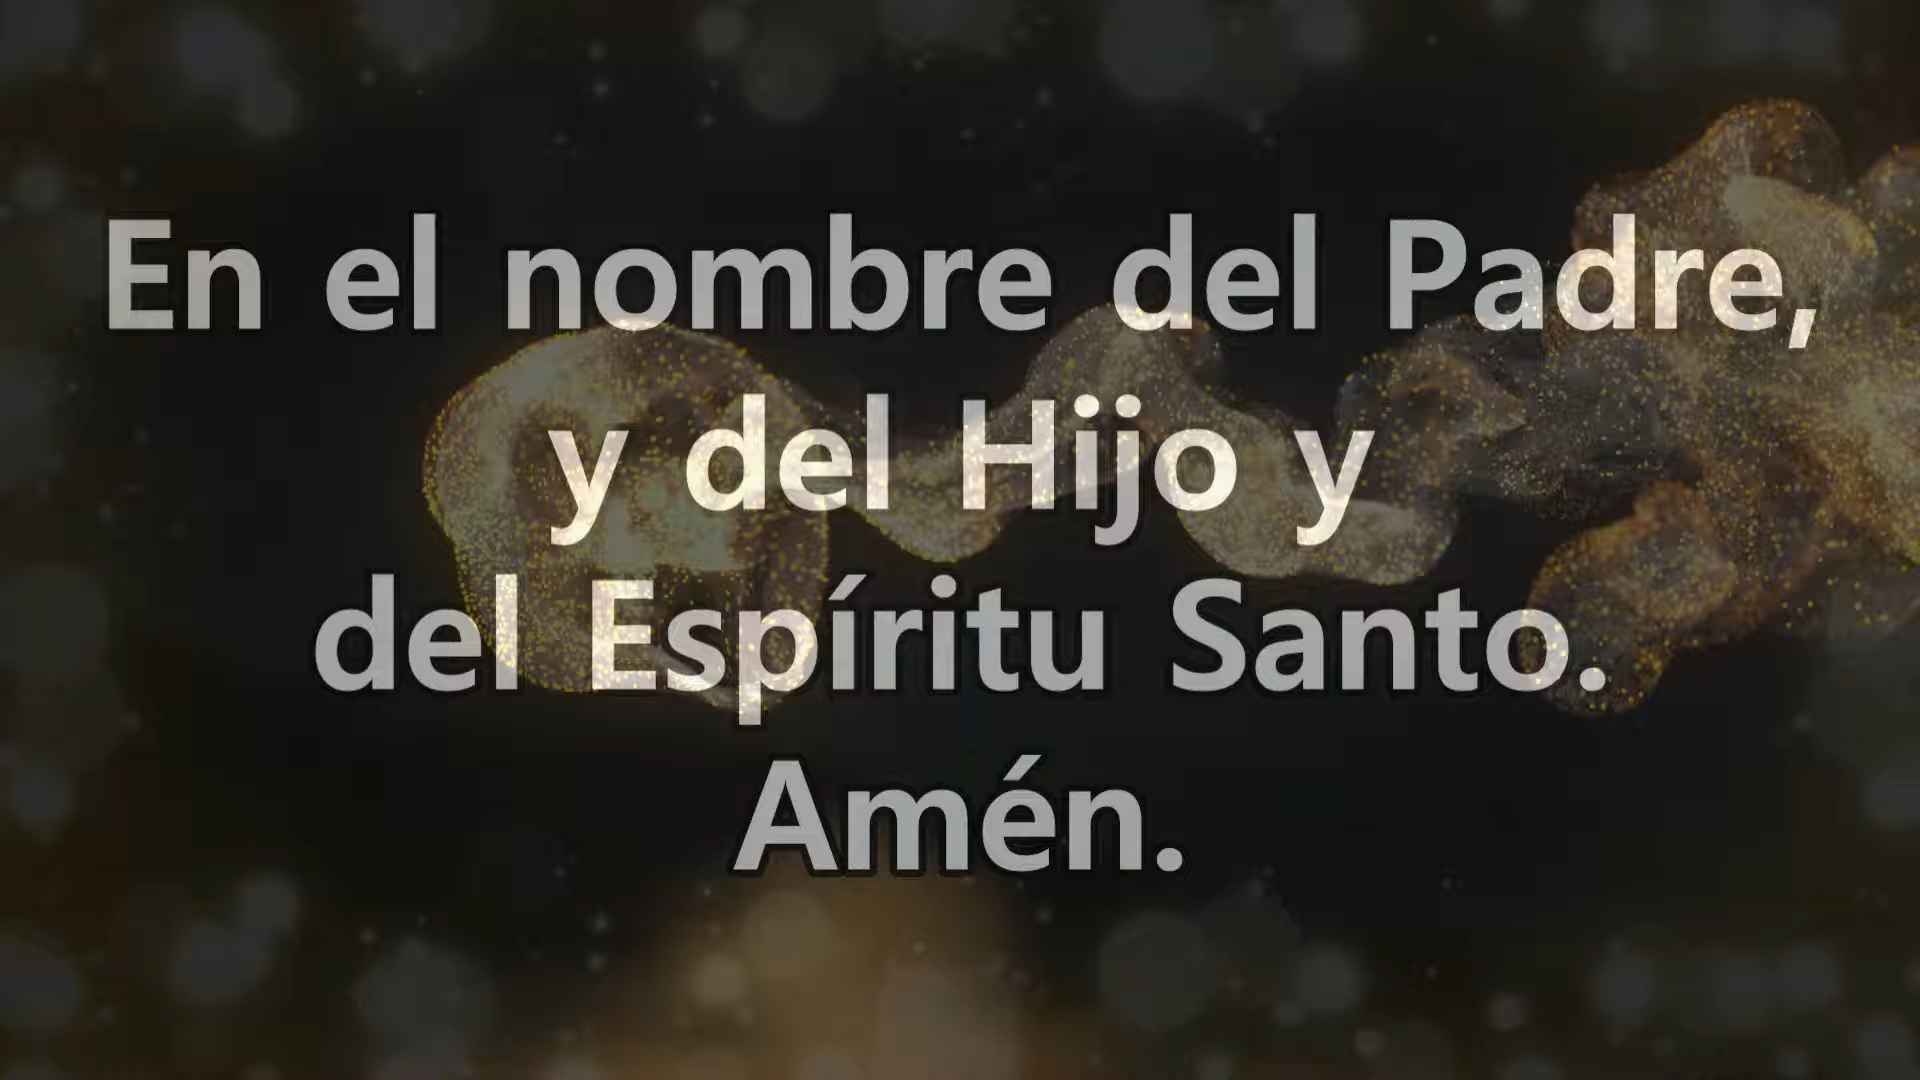 En el nombre del Padre,
y del Hijo y
del Espíritu Santo.
Amén.